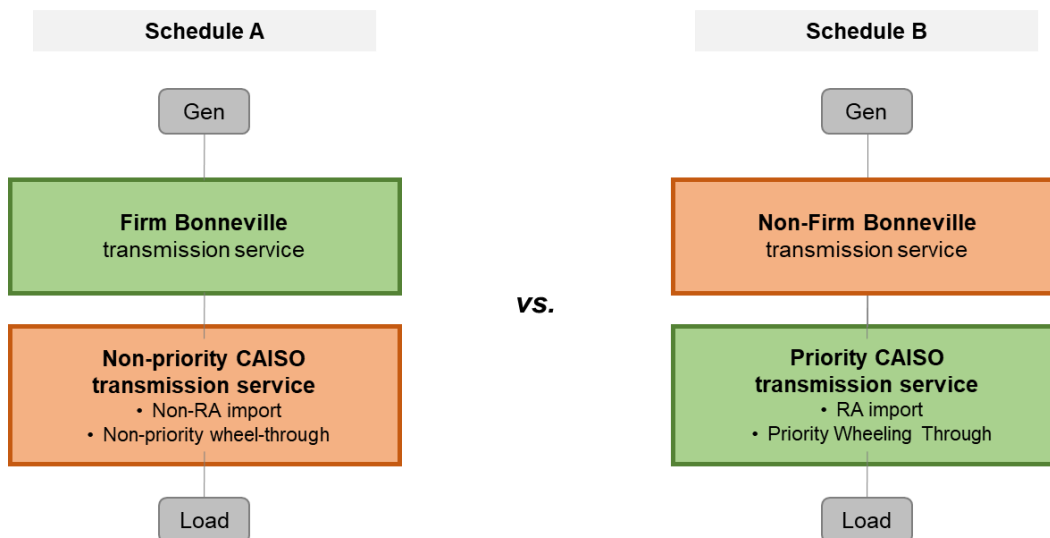 Schedule A
Gen
Firm Bonneville
transmission service
Non-priority CAISO
transmission service
• Non-RA import
• Non-priority wheel-through
Load
vs.
Schedule B
Gen
Non-Firm Bonneville
transmission service
Priority CAISO
transmission service
• RA import
• Priority Wheeling Through
Load